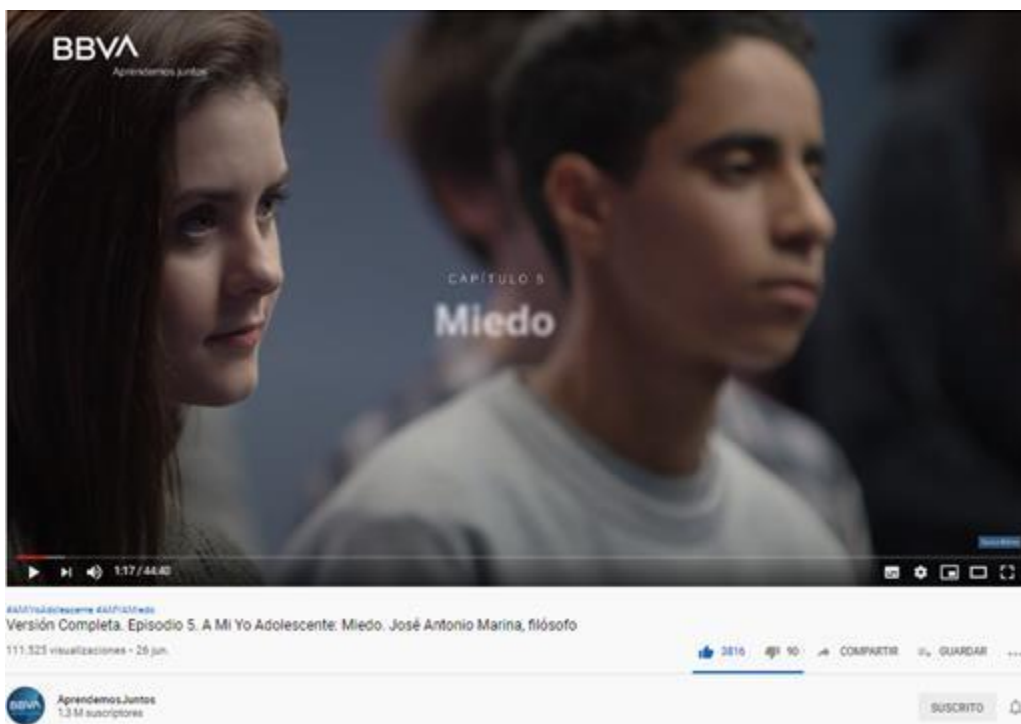 BBVA
Aprendemos juntos
CAPÍTULO 5
Miedo
1:17 / 44:40
#AMiYoAdolescente #AMYAMiedo
Versión Completa. Episodio 5. A Mi Yo Adolescente: Miedo. José Antonio Marina, filósofo
111.323 visualizaciones - 26 jun.
3816
90
COMPARTIR
GUARDAR
BBVA
AprendemosJuntos
1.3 M suscriptores
SUSCRITO